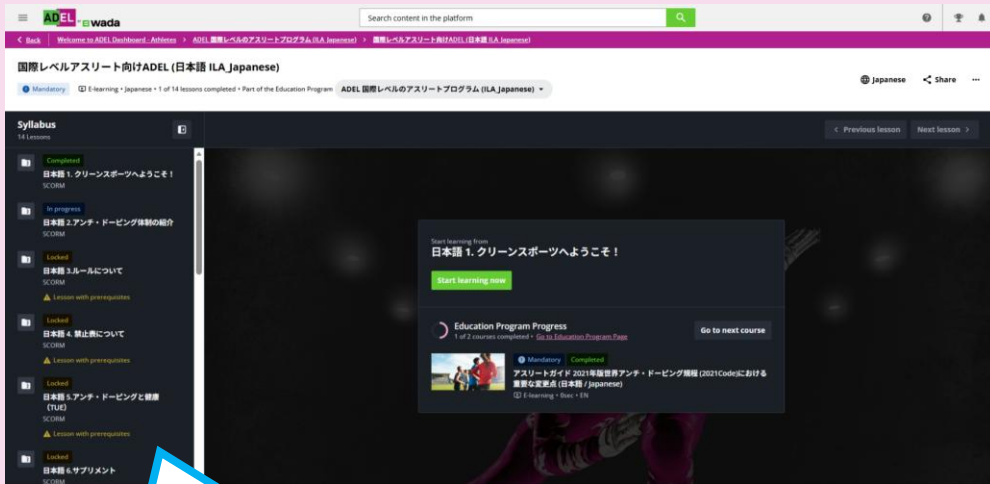 ADEL BY wada
Search content in the platform
< Back Welcome to ADEL Dashboard - Athletes > ADEL 国際レベルのアスリートプログラム (ILA Japanese) > 国際レベルアスリート向けADEL (日本語 ILA Japanese)
国際レベルアスリート向けADEL (日本語 ILA_Japanese)
Mandatory E-learning • Japanese • 1 of 14 lessons completed • Part of the Education Program ADEL 国際レベルのアスリートプログラム (ILA_Japanese)
Japanese Share ...
Syllabus
14 Lessons
< Previous lesson Next lesson >
Completed
日本語 1. クリーンスポーツへようこそ！
SCORM
In progress
日本語 2.アンチ・ドーピング体制の紹介
SCORM
Locked
日本語 3.ルールについて
SCORM
Lesson with prerequisites
Locked
日本語 4. 禁止表について
SCORM
Lesson with prerequisites
Locked
日本語 5.アンチ・ドーピングと健康
（TUE）
SCORM
Lesson with prerequisites
Locked
日本語 6.サプリメント
SCORM
Start learning from
日本語 1. クリーンスポーツへようこそ！
Start learning now
Education Program Progress
1 of 2 courses completed • Go to Education Program Page
Go to next course
Mandatory Completed
アスリートガイド 2021年版世界アンチ・ドーピング規程 (2021Code)における
重要な変更点 (日本語 / Japanese)
E-learning • 0sec • EN